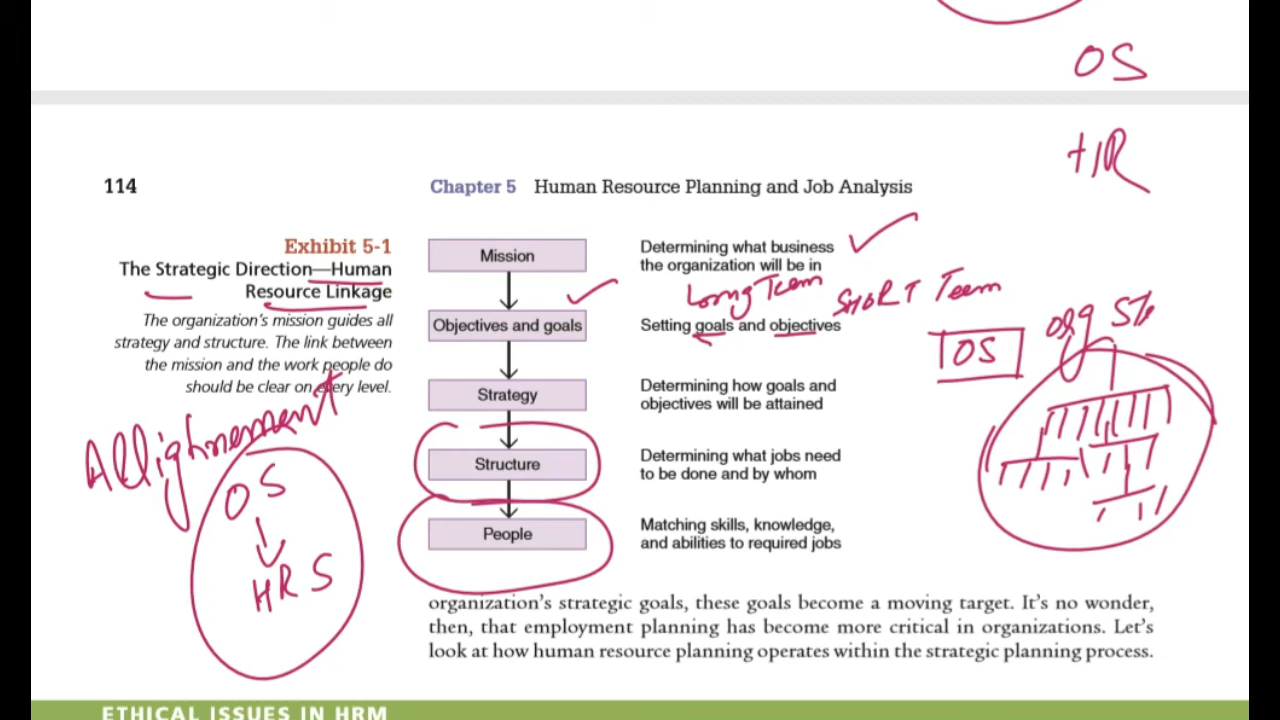 OS
HR
114
Chapter 5 Human Resource Planning and Job Analysis
Exhibit 5-1
The Strategic Direction—Human
Resource Linkage
The organization's mission guides all
strategy and structure. The link between
the mission and the work people do
should be clear on every level.
Allighnement
OS
HRS
Mission
Determining what business
the organization will be in
Long Team
SHORT Team
Objectives and goals
Setting goals and objectives
TOS
org St
Strategy
Determining how goals and
objectives will be attained
Structure
Determining what jobs need
to be done and by whom
People
Matching skills, knowledge,
and abilities to required jobs
organization's strategic goals, these goals become a moving target. It's no wonder,
then, that employment planning has become more critical in organizations. Let's
look at how human resource planning operates within the strategic planning process.
ETHICAL ISSUES IN HRM